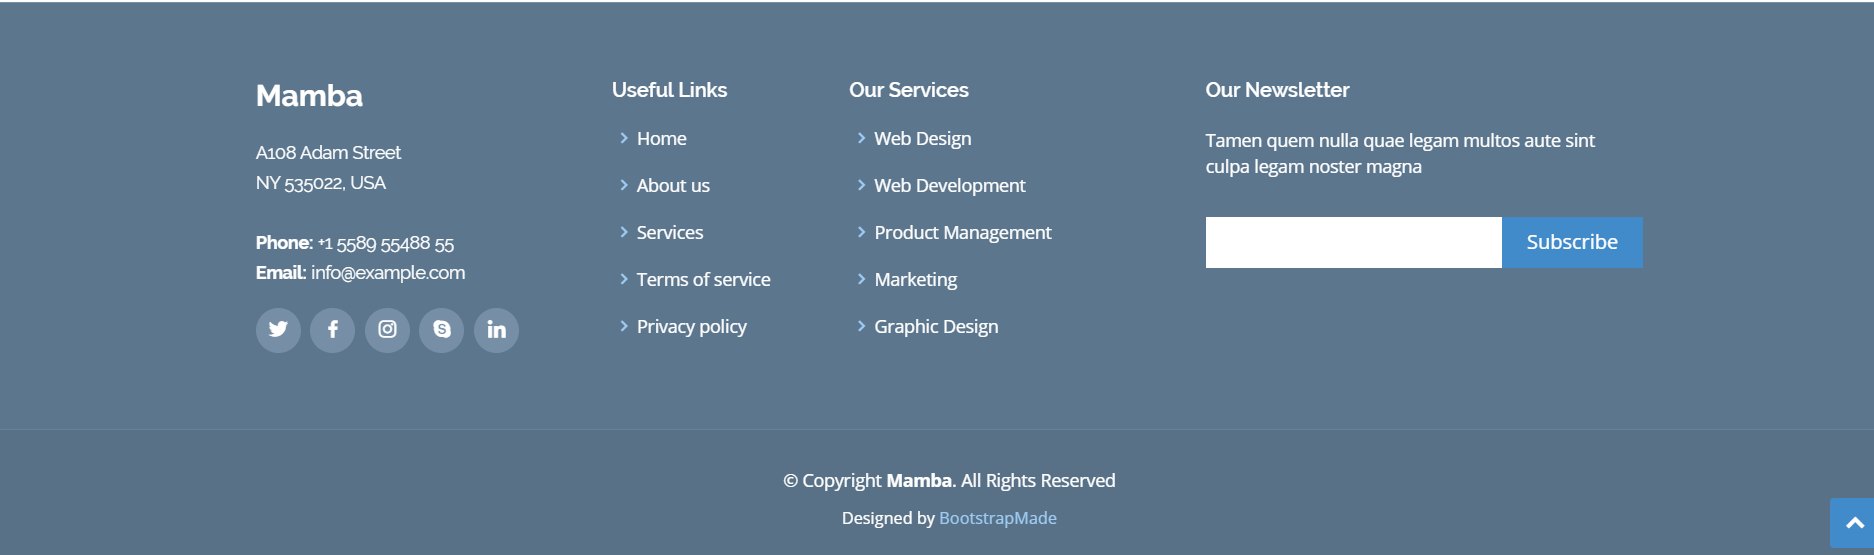 Mamba
A108 Adam Street
NY 535022, USA
Phone: +1 5589 55488 55
Email: info@example.com
Useful Links
Home
About us
Services
Terms of service
Privacy policy
Our Services
Web Design
Web Development
Product Management
Marketing
Graphic Design
Our Newsletter
Tamen quem nulla quae legam multos aute sint
culpa legam noster magna
Subscribe
© Copyright Mamba. All Rights Reserved
Designed by BootstrapMade